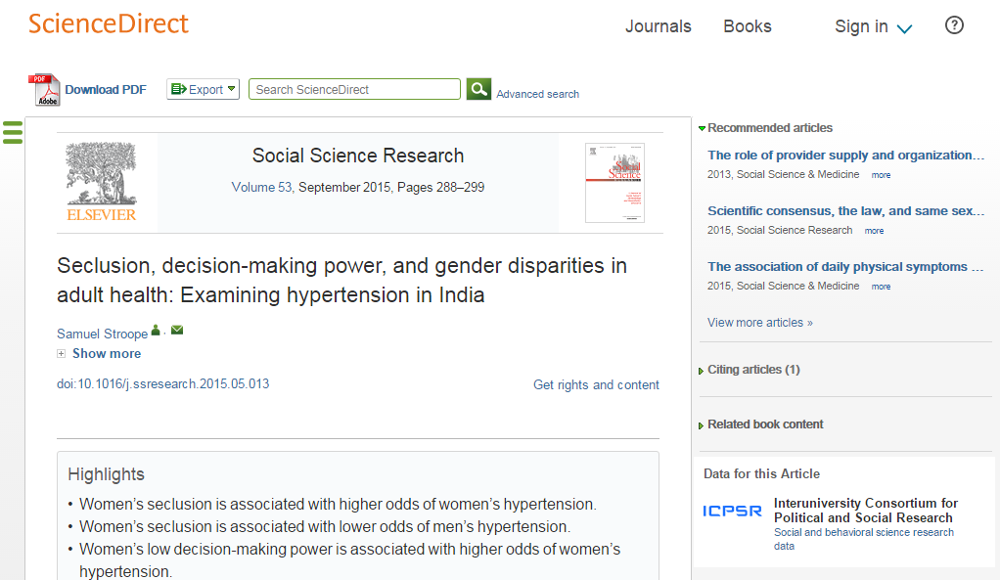 ScienceDirect
Journals
Books
Sign in
?
PDF
Adobe
Download PDF
Export
Search ScienceDirect
Advanced search
ELSEVIER
Social Science Research
Volume 53, September 2015, Pages 288–299
Social
Science
Seclusion, decision-making power, and gender disparities in
adult health: Examining hypertension in India
Samuel Stroope
Show more
doi:10.1016/j.ssresearch.2015.05.013
Get rights and content
Highlights
• Women's seclusion is associated with higher odds of women's hypertension.
• Women's seclusion is associated with lower odds of men's hypertension.
• Women's low decision-making power is associated with higher odds of women's
hypertension.
Recommended articles
The role of provider supply and organization…
2013, Social Science & Medicine more
Scientific consensus, the law, and same sex…
2015, Social Science Research more
The association of daily physical symptoms …
2015, Social Science & Medicine more
View more articles »
Citing articles (1)
Related book content
Data for this Article
ICPSR
Interuniversity Consortium for
Political and Social Research
Social and behavioral science research
data